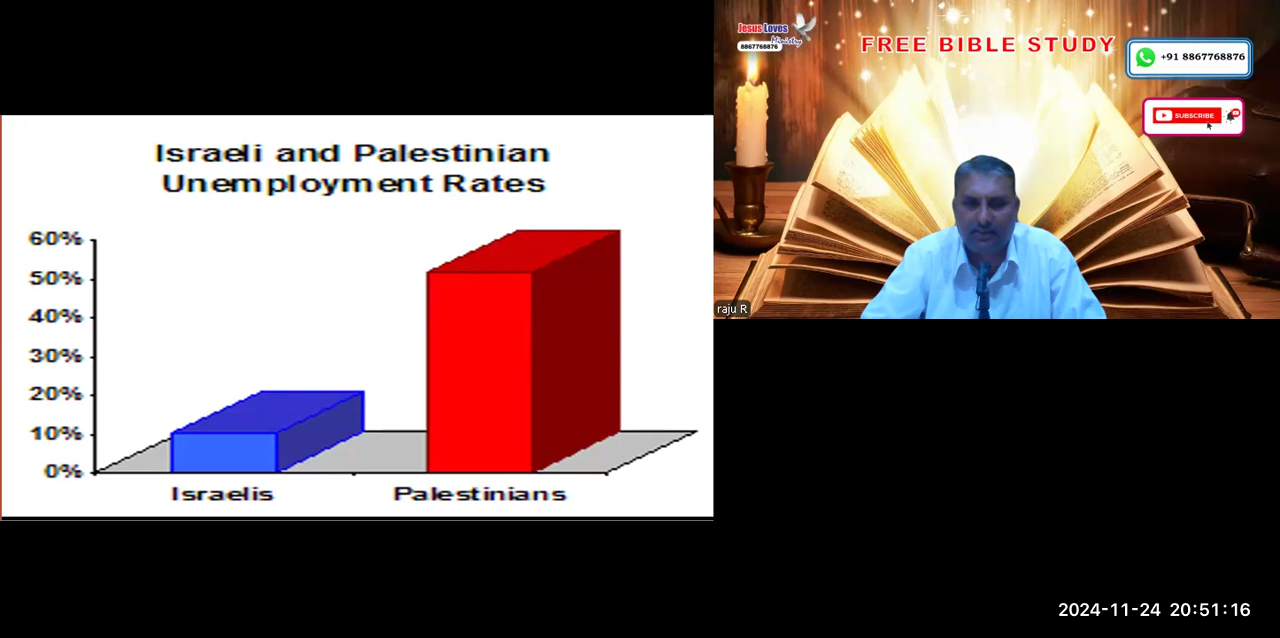 Israeli and Palestinian
Unemployment Rates
60%
50%
40%
30%
20%
10%
0%
Israelis
Palestinians
Jesus Loves
Ministry
8867768876
FREE BIBLE STUDY
+91 8867768876
SUBSCRIBE
raju R
2024-11-24 20:51:16